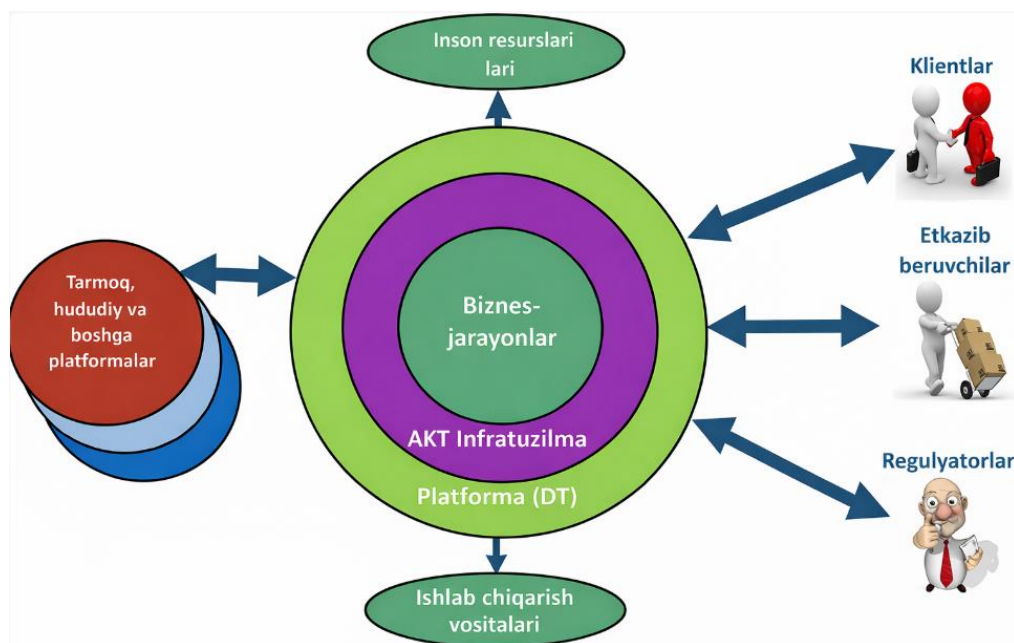 Inson resurslari
lari
Klientlar
Etkazib
beruvchilar
Tarmoq,
hududiy va
boshga
platformalar
Biznes-
jarayonlar
AKT Infratuzilma
Platforma (DT)
Regulyatorlar
Ishlab chiqarish
vositalari